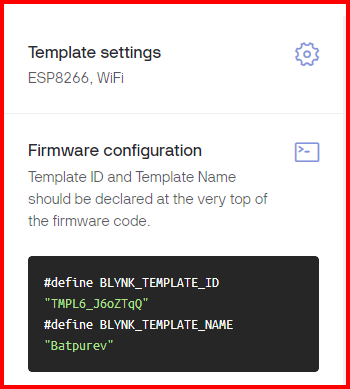 Template settings
ESP8266, WiFi
Firmware configuration
Template ID and Template Name
should be declared at the very top of
the firmware code.
#define BLYNK_TEMPLATE_ID
"TMPL6_J6oZTqQ"
#define BLYNK_TEMPLATE_NAME
"Batpurev"